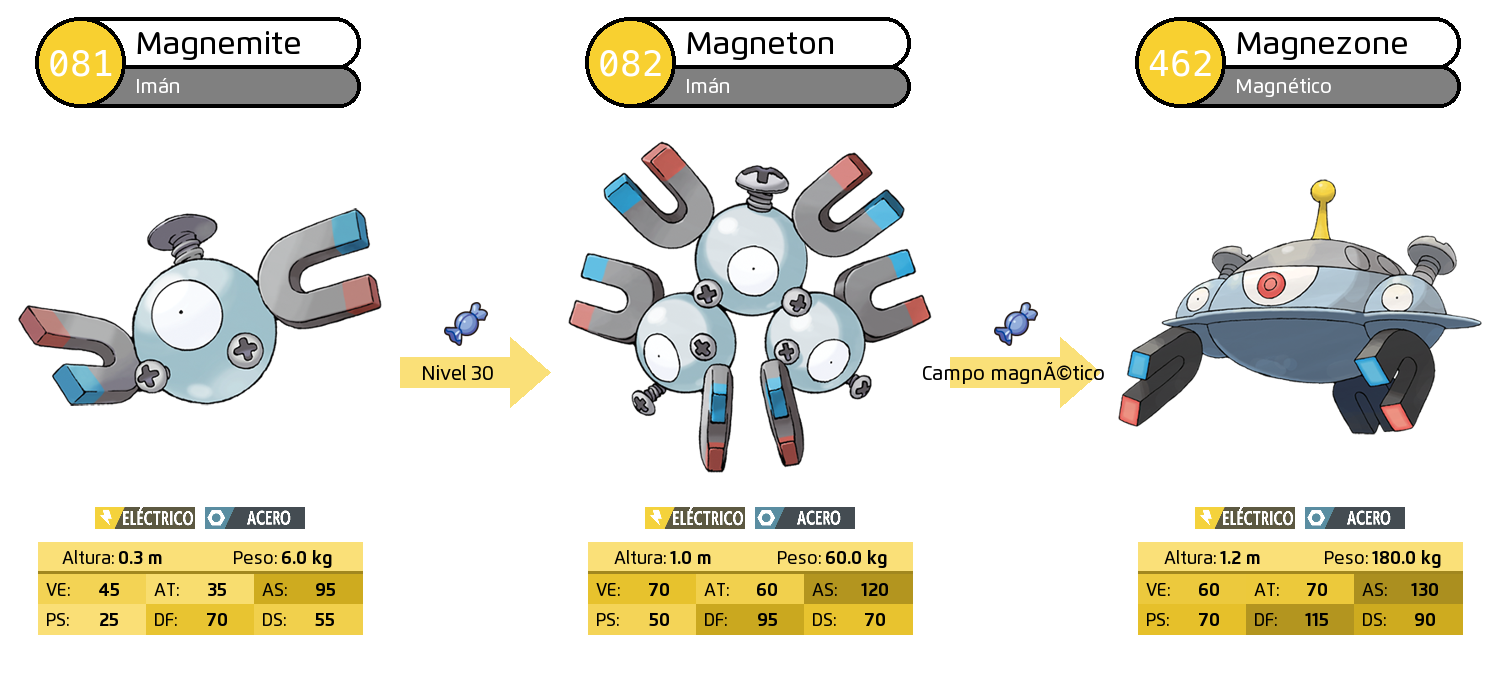 081 Magnemite
Imán
082 Magneton
Imán
462 Magnezone
Magnético
Nivel 30
Campo magnÃ©tico
ELÉCTRICO ACERO
Altura: 0.3 m Peso: 6.0 kg
VE: 45 AT: 35 AS: 95
PS: 25 DF: 70 DS: 55
ELÉCTRICO ACERO
Altura: 1.0 m Peso: 60.0 kg
VE: 70 AT: 60 AS: 120
PS: 50 DF: 95 DS: 70
ELÉCTRICO ACERO
Altura: 1.2 m Peso: 180.0 kg
VE: 60 AT: 70 AS: 130
PS: 70 DF: 115 DS: 90